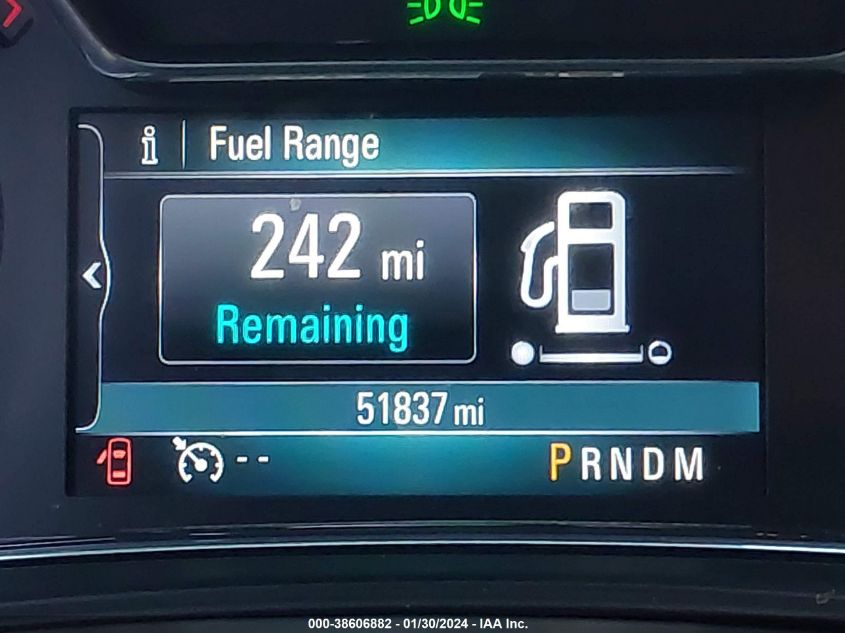 i Fuel Range
242 mi
Remaining
51837 mi
-- PRNDM
000-38606882 - 01/30/2024 - IAA Inc.